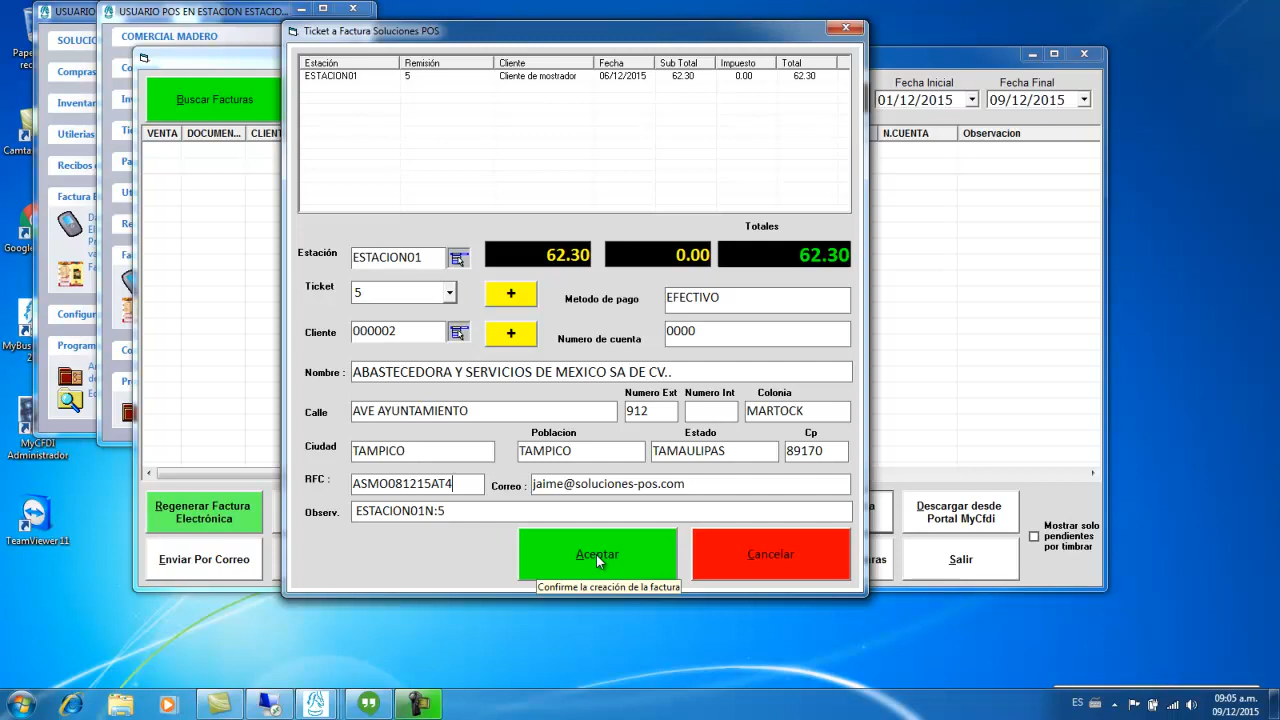 USUARIO
USUARIO POS EN ESTACION ESTACIO...
Ticket a Factura Soluciones POS
SOLUCIO
COMERCIAL MADERO
Compras
Inventar
Utilerias
Recibos
Factura E
Configur
Program
Estación Remisión Cliente Fecha Sub Total Impuesto Total
ESTACION01 5 Cliente de mostrador 06/12/2015 62.30 0.00 62.30
Buscar Facturas
Fecha Inicial Fecha Final
01/12/2015 09/12/2015
VENTA DOCUMEN... CLIENT
N.CUENTA Observacion
Totales
Estación ESTACION01 62.30 0.00 62.30
Ticket 5 + Metodo de pago EFECTIVO
Cliente 000002 + Numero de cuenta 0000
Nombre : ABASTECEDORA Y SERVICIOS DE MEXICO SA DE CV..
Numero Ext Numero Int Colonia
Calle AVE AYUNTAMIENTO 912 MARTOCK
Poblacion Estado Cp
Ciudad TAMPICO TAMPICO TAMAULIPAS 89170
RFC : ASMO081215AT4 Correo : jaime@soluciones-pos.com
Observ. ESTACION01N:5
Aceptar Cancelar
Confirme la creación de la factura
Regenerar Factura
Electrónica
Enviar Por Correo
Descargar desde
Portal MyCfdi
Salir
Mostrar solo
pendientes
por timbrar
Google
MyCFDI
Administrador
TeamViewer 11
ES
09:05 a.m.
09/12/2015